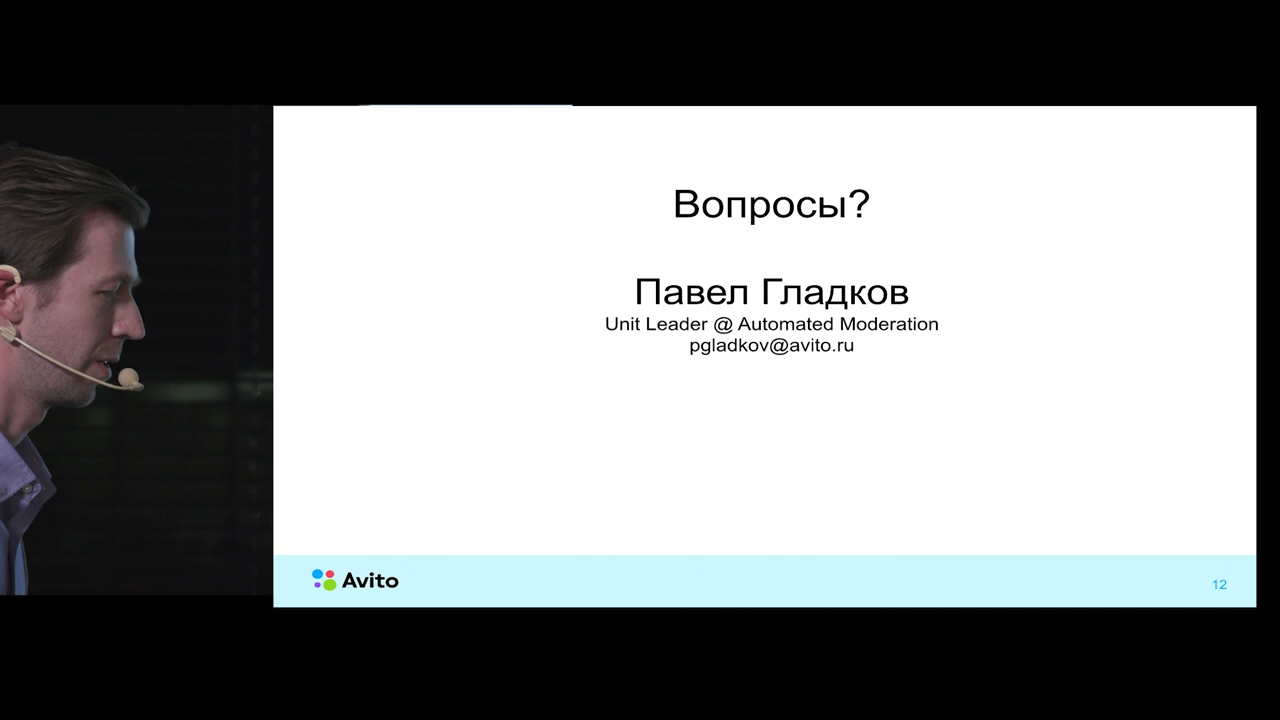 Вопросы?
Павел Гладков
Unit Leader @ Automated Moderation
pgladkov@avito.ru
Avito
12